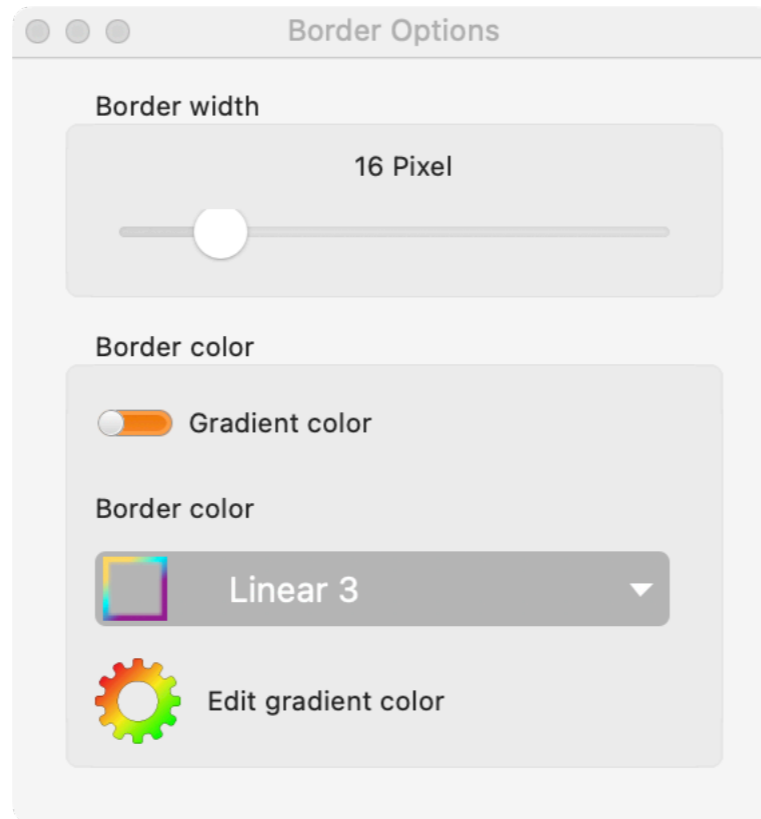 Border Options
Border width
16 Pixel
Border color
Gradient color
Border color
Linear 3
Edit gradient color